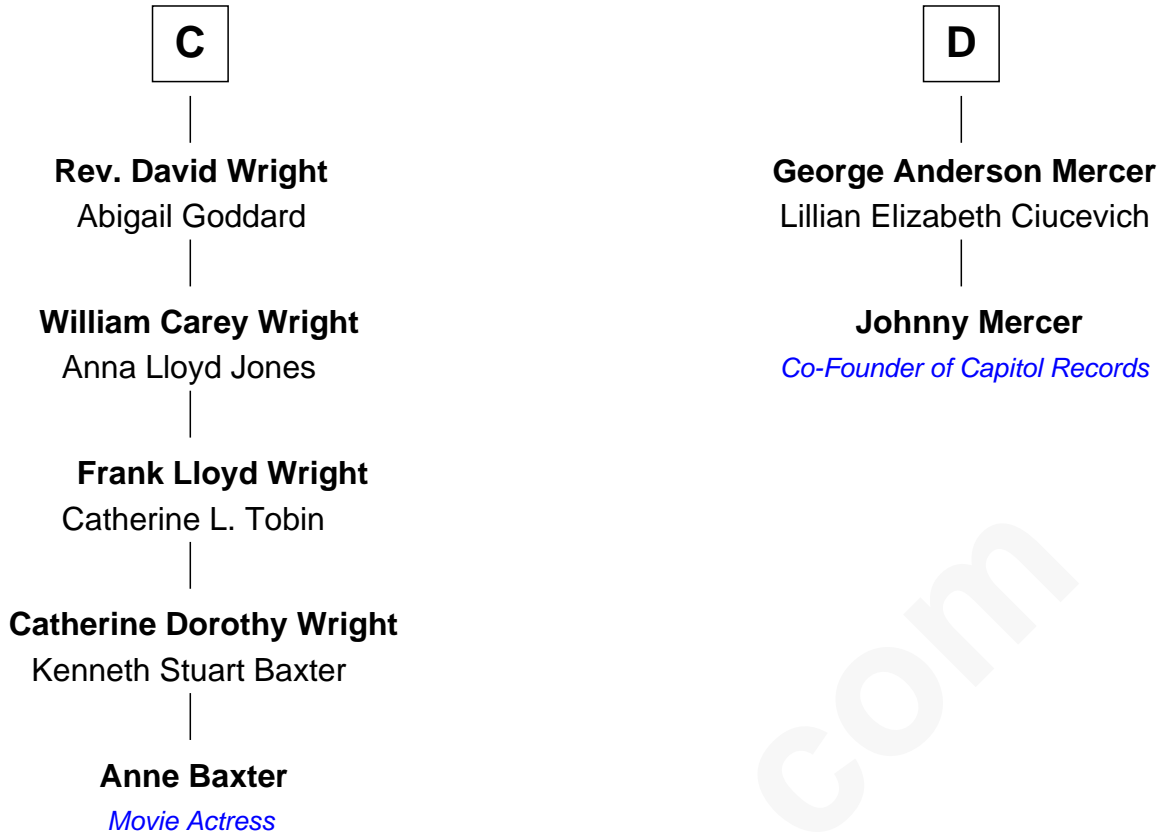 C
Rev. David Wright
Abigail Goddard
William Carey Wright
Anna Lloyd Jones
Frank Lloyd Wright
Catherine L. Tobin
Catherine Dorothy Wright
Kenneth Stuart Baxter
Anne Baxter
Movie Actress
D
George Anderson Mercer
Lillian Elizabeth Ciucevich
Johnny Mercer
Co-Founder of Capitol Records
com